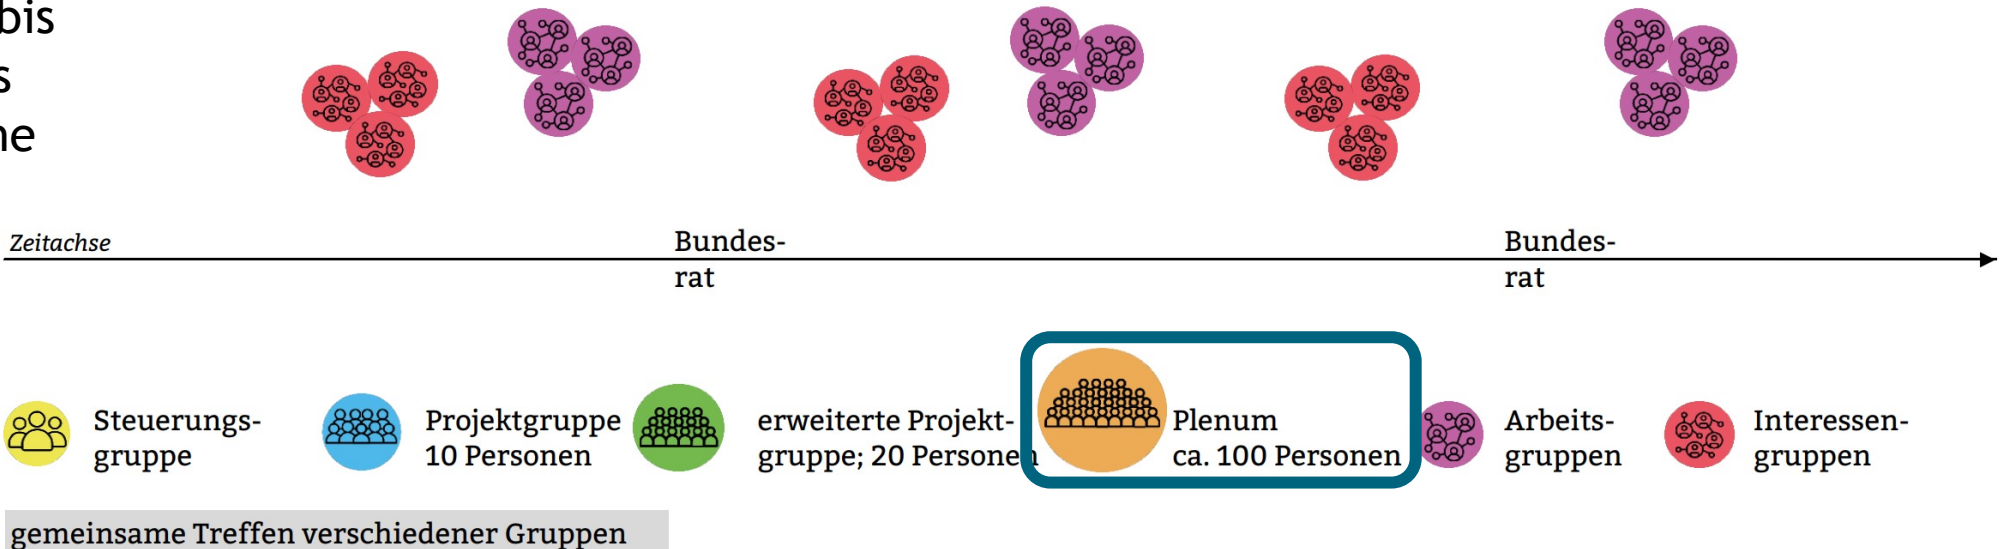 bis
s
ne
Zeitachse
Bundes-
rat
Bundes-
rat
Steuerungs-
gruppe
Projektgruppe
10 Personen
erweiterte Projekt-
gruppe; 20 Personen
Plenum
ca. 100 Personen
Arbeits-
gruppen
Interessen-
gruppen
gemeinsame Treffen verschiedener Gruppen